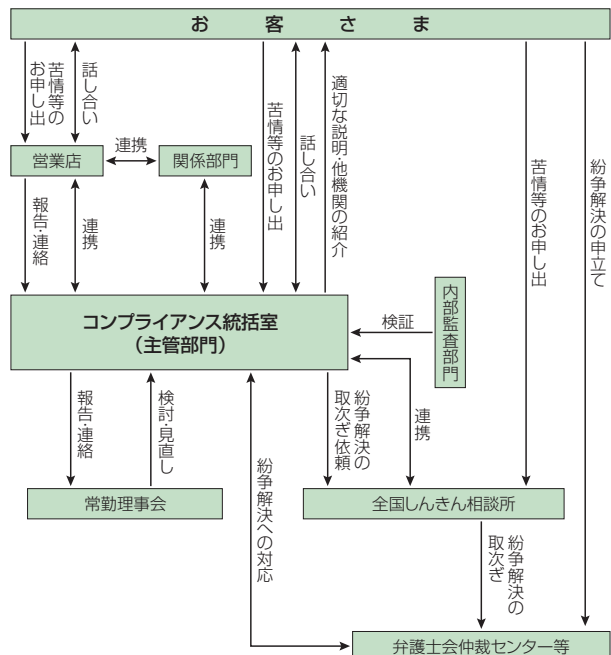 お客さま
苦情等の
お申し出
話し合い
苦情等のお申し出
話し合い
適切な説明・他機関の紹介
苦情等のお申し出
紛争解決の申立て
営業店
連携
関係部門
報告・連絡
連携
連携
コンプライアンス統括室
（主管部門）
検証
内部監査部門
報告・連絡
検討・見直し
紛争解決への対応
紛争解決の
取次ぎ依頼
連携
常勤理事会
全国しんきん相談所
紛争解決の
取次ぎ
弁護士会仲裁センター等